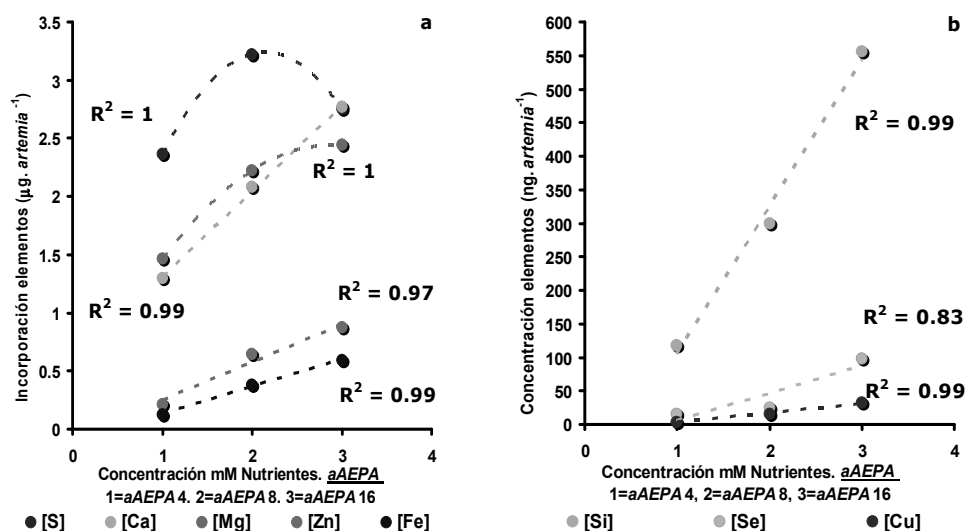 a
Incorporación elementos (µg. artemia⁻¹)
3.5
3
2.5
2
1.5
1
0.5
0
R² = 1
R² = 1
R² = 0.99
R² = 0.97
R² = 0.99
0 1 2 3 4
Concentración mM Nutrientes. aAEPA
1=aAEPA 4. 2=aAEPA 8. 3=aAEPA 16
[S] [Ca] [Mg] [Zn] [Fe]
b
Concentración elementos (ng. artemia⁻¹)
600
550
500
450
400
350
300
250
200
150
100
50
0
R² = 0.99
R² = 0.83
R² = 0.99
0 1 2 3 4
Concentración mM Nutrientes. aAEPA
1=aAEPA 4, 2=aAEPA 8, 3=aAEPA 16
[Si] [Se] [Cu]